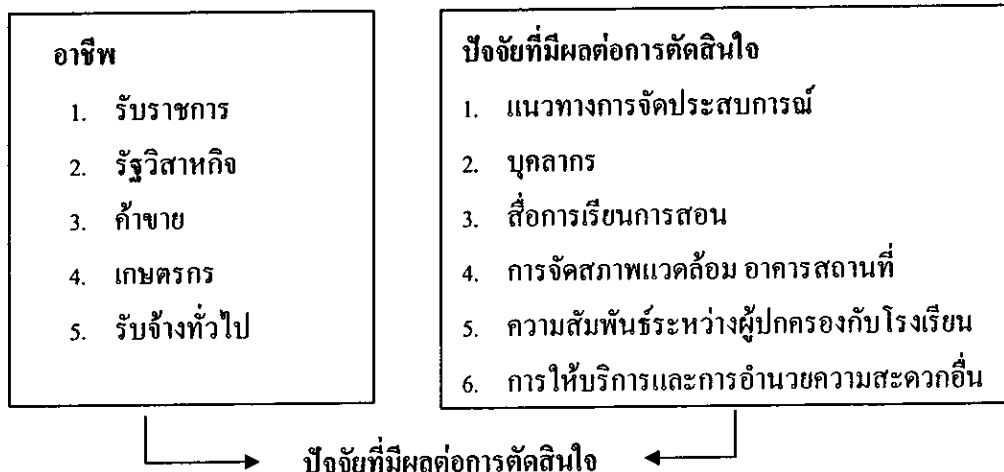 อาชีพ
1. รับราชการ
2. รัฐวิสาหกิจ
3. ค้าขาย
4. เกษตรกร
5. รับจ้างทั่วไป
ปัจจัยที่มีผลต่อการตัดสินใจ
1. แนวทางการจัดประสบการณ์
2. บุคลากร
3. สื่อการเรียนการสอน
4. การจัดสภาพแวดล้อม อาคารสถานที่
5. ความสัมพันธ์ระหว่างผู้ปกครองกับโรงเรียน
6. การให้บริการและการอำนวยความสะดวกอื่น
ปัจจัยที่มีผลต่อการตัดสินใจ